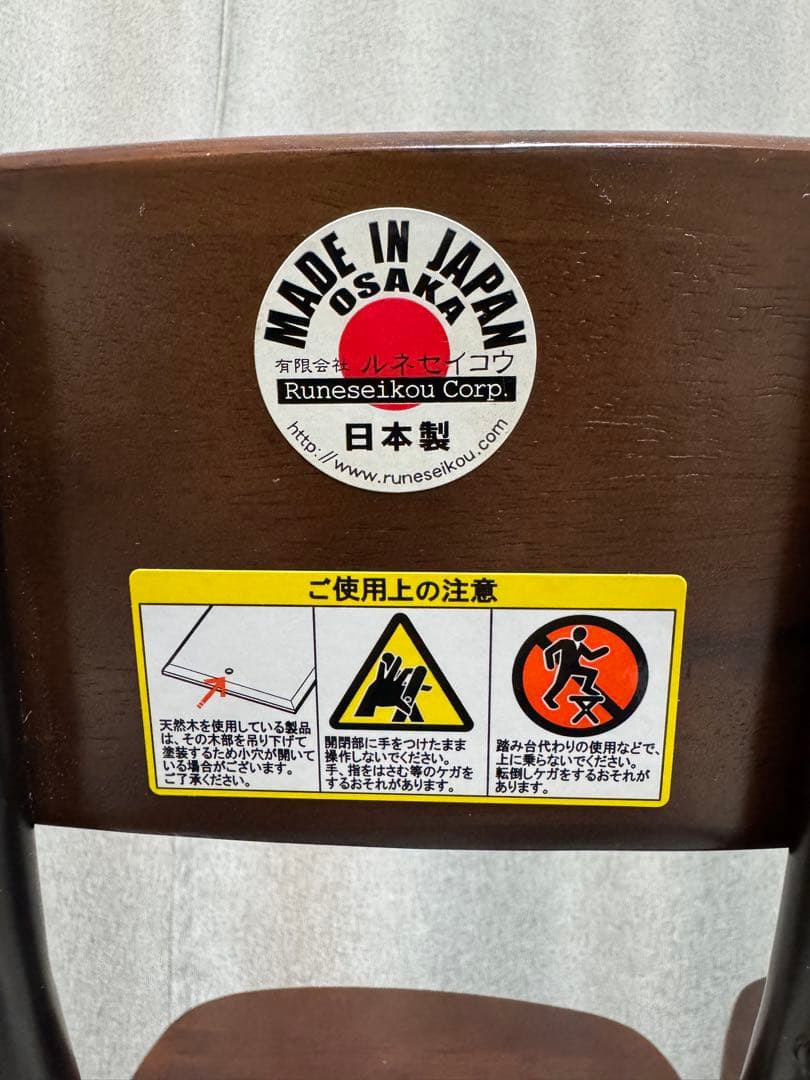 MADE IN JAPAN
OSAKA
有限会社 ルネセイコウ
Runeseikou Corp.
日本製
http://www.runeseikou.com
ご使用上の注意
天然木を使用している製品
は、その木部を吊り下げて
塗装するため小穴が開いて
いる場合がございます。
ご了承ください。
開閉部に手をつけたまま
操作しないでください。
手、指をはさむ等のケガを
するおそれがあります。
踏み台代わりの使用などで、
上に乗らないでください。
転倒しケガをするおそれが
あります。